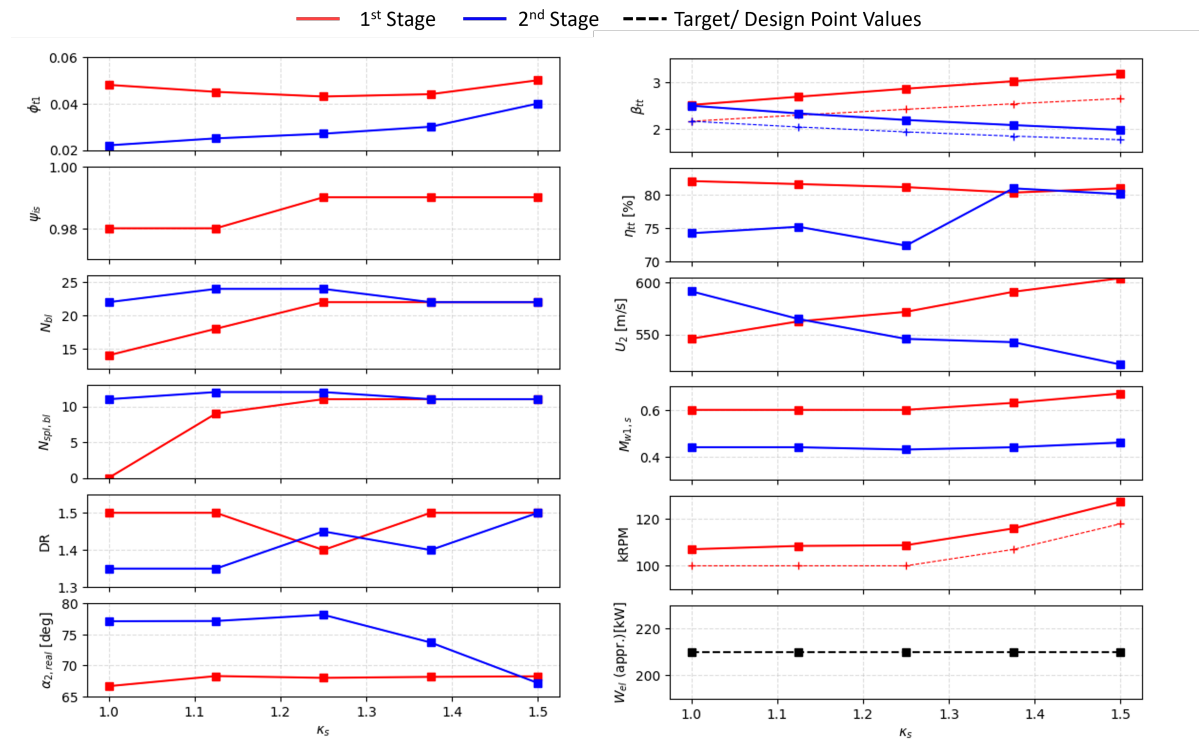 1st Stage 2nd Stage Target/ Design Point Values
0.06
0.04
0.02
ϕt1
1.00
0.98
ψis
25
20
15
Nbl
10
5
0
Nspl,bl
1.5
1.4
1.3
DR
80
75
70
65
α2,real [deg]
1.0 1.1 1.2 1.3 1.4 1.5
κs
3
2
βtt
80
75
70
ηtt [%]
600
550
U2 [m/s]
0.6
0.4
Mw1,s
120
100
kRPM
220
200
Wel (appr.)[kW]
1.0 1.1 1.2 1.3 1.4 1.5
κs